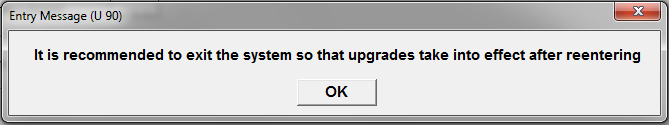 Entry Message (U 90)
It is recommended to exit the system so that upgrades take into effect after reentering
OK